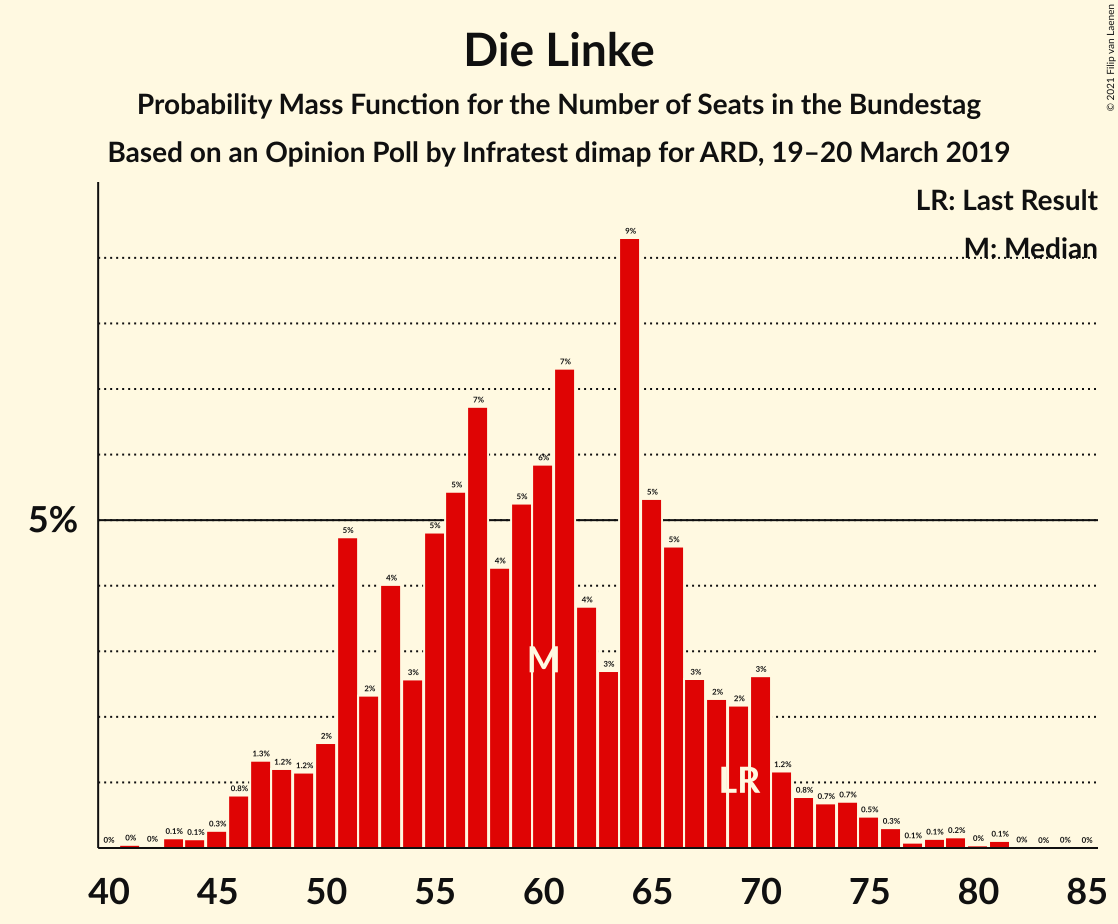 Die Linke
Probability Mass Function for the Number of Seats in the Bundestag
Based on an Opinion Poll by Infratest dimap for ARD, 19–20 March 2019
© 2021 Filip van Laenen
LR: Last Result
M: Median
5%
0% 0% 0% 0.1% 0.1% 0.3% 0.8% 1.3% 1.2% 1.2% 2% 5% 2% 4% 3% 5% 5% 7% 4% 5% 6% 7% 4% 3% 9% 5% 5% 3% 2% 2% 3% 1.2% 0.8% 0.7% 0.7% 0.5% 0.3% 0.1% 0.1% 0.2% 0% 0.1% 0% 0% 0% 0%
M
LR
40 45 50 55 60 65 70 75 80 85